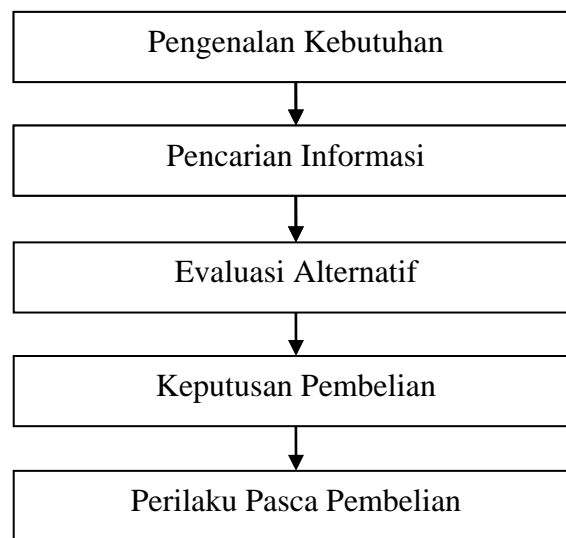 Pengenalan Kebutuhan
Pencarian Informasi
Evaluasi Alternatif
Keputusan Pembelian
Perilaku Pasca Pembelian